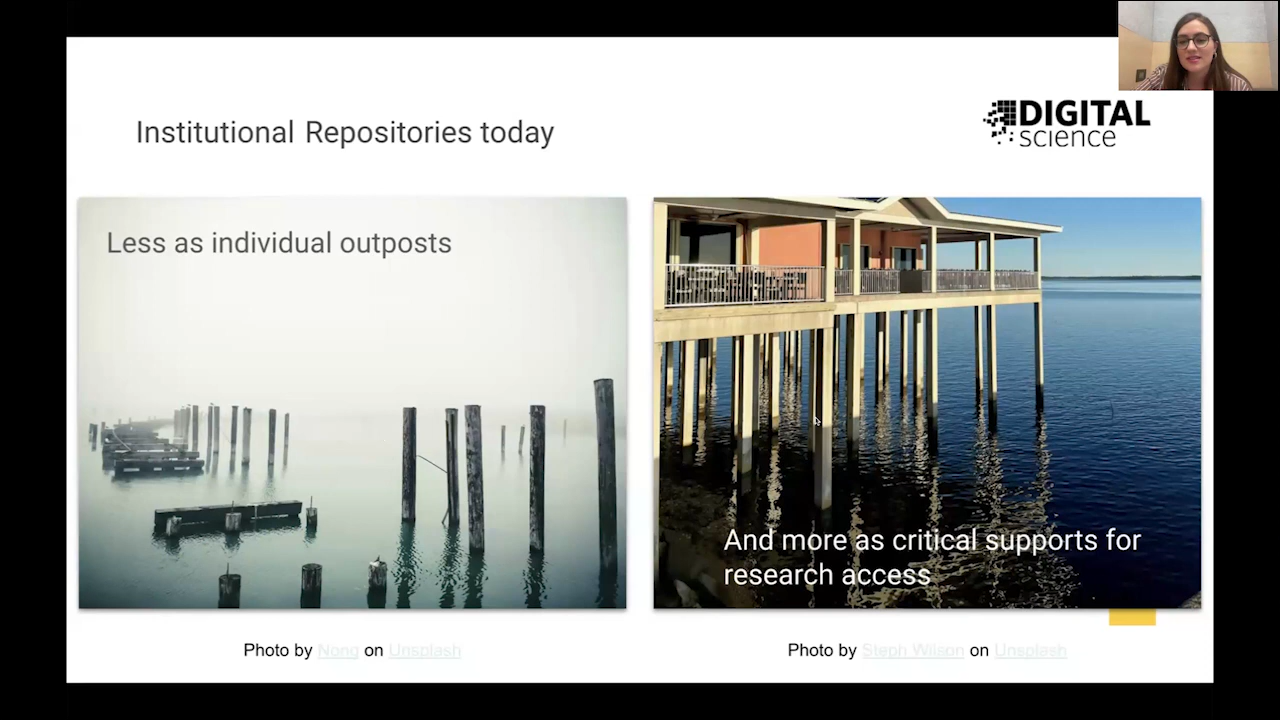 Institutional Repositories today
DIGITAL
science
Less as individual outposts
And more as critical supports for
research access
Photo by Nong on Unsplash
Photo by Steph Wilson on Unsplash